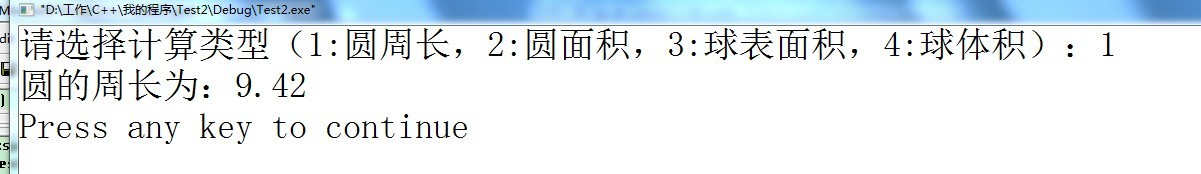 "D:\工作\C++\我的程序\Test2\Debug\Test2.exe"
请选择计算类型（1:圆周长，2:圆面积，3:球表面积，4:球体积）：1
圆的周长为：9.42
Press any key to continue